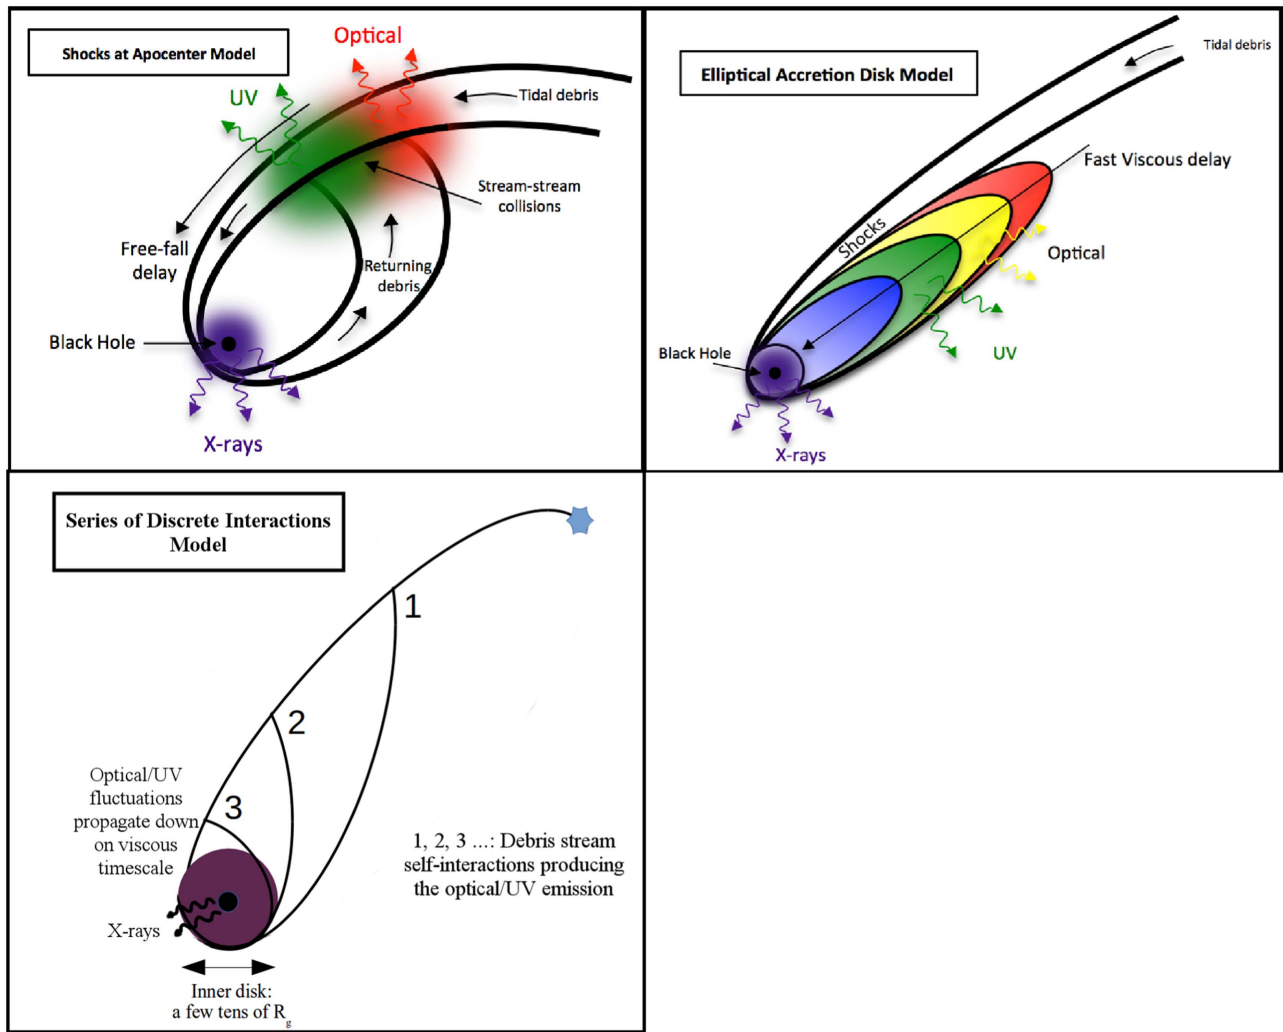 Shocks at Apocenter Model
Optical
UV
Tidal debris
Stream-stream
collisions
Free-fall
delay
Returning
debris
Black Hole
X-rays
Elliptical Accretion Disk Model
Tidal debris
Fast Viscous delay
Shocks
Optical
UV
Black Hole
X-rays
Series of Discrete Interactions
Model
1
2
3
Optical/UV
fluctuations
propagate down
on viscous
timescale
1, 2, 3 ...: Debris stream
self-interactions producing
the optical/UV emission
X-rays
Inner disk:
a few tens of R_g